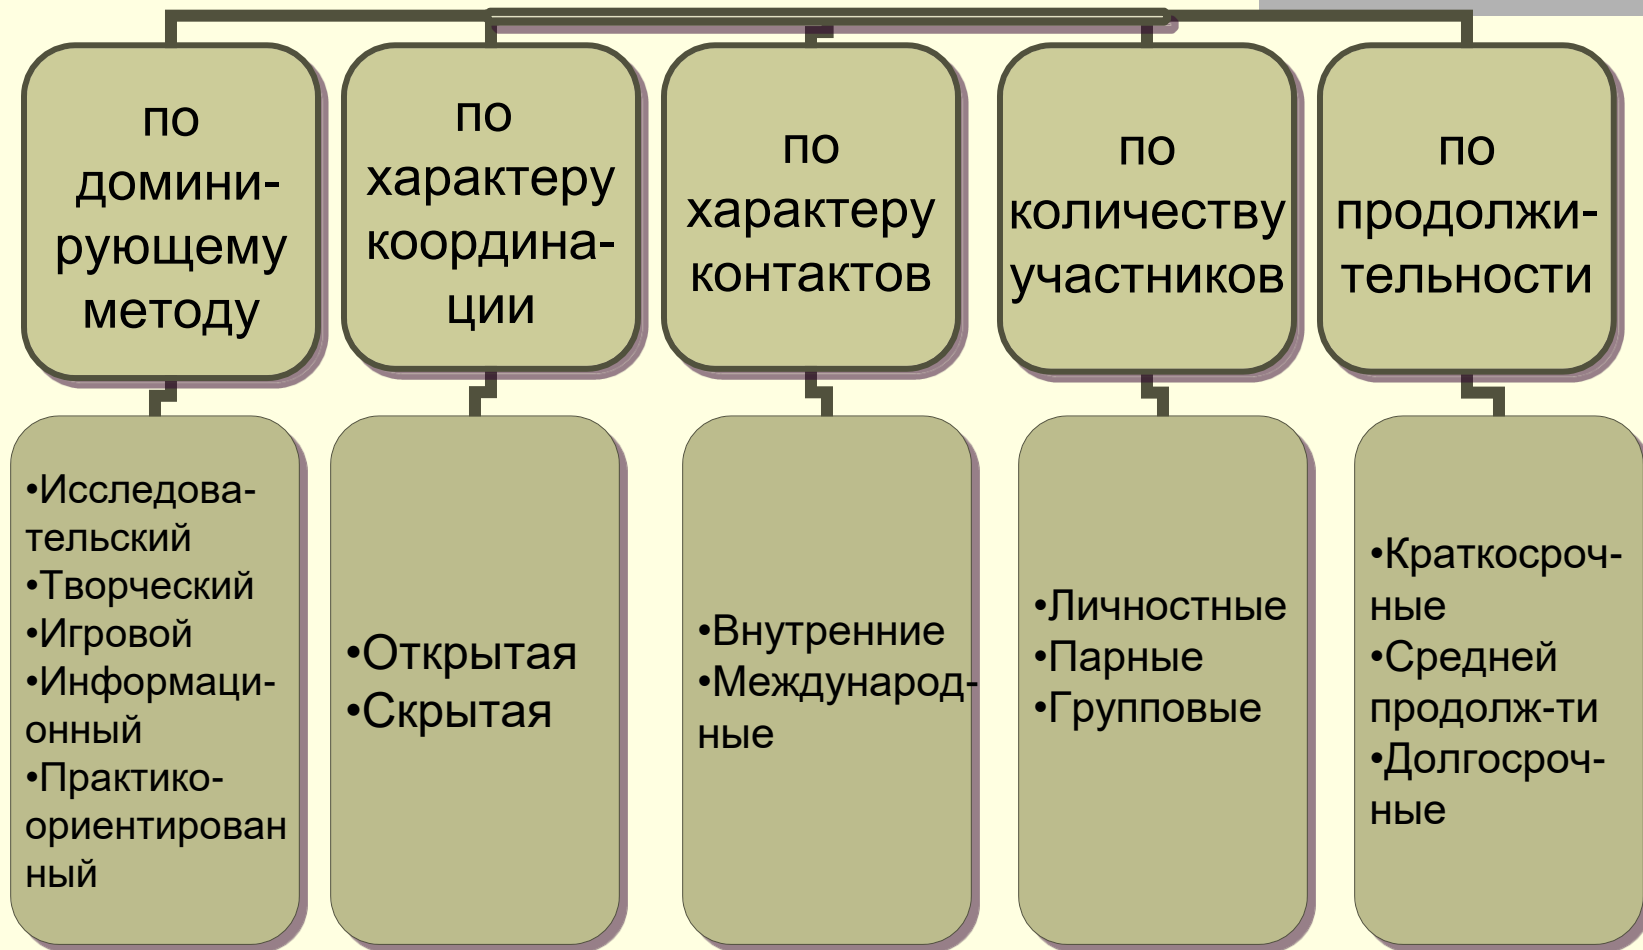 по
домини-
рующему
методу
по
характеру
координа-
ции
по
характеру
контактов
по
количеству
участников
по
продолжи-
тельности
•Исследова-
тельский
•Творческий
•Игровой
•Информаци-
онный
•Практико-
ориентирован
ный
•Открытая
•Скрытая
•Внутренние
•Международ-
ные
•Личностные
•Парные
•Групповые
•Краткосроч-
ные
•Средней
продолж-ти
•Долгосроч-
ные